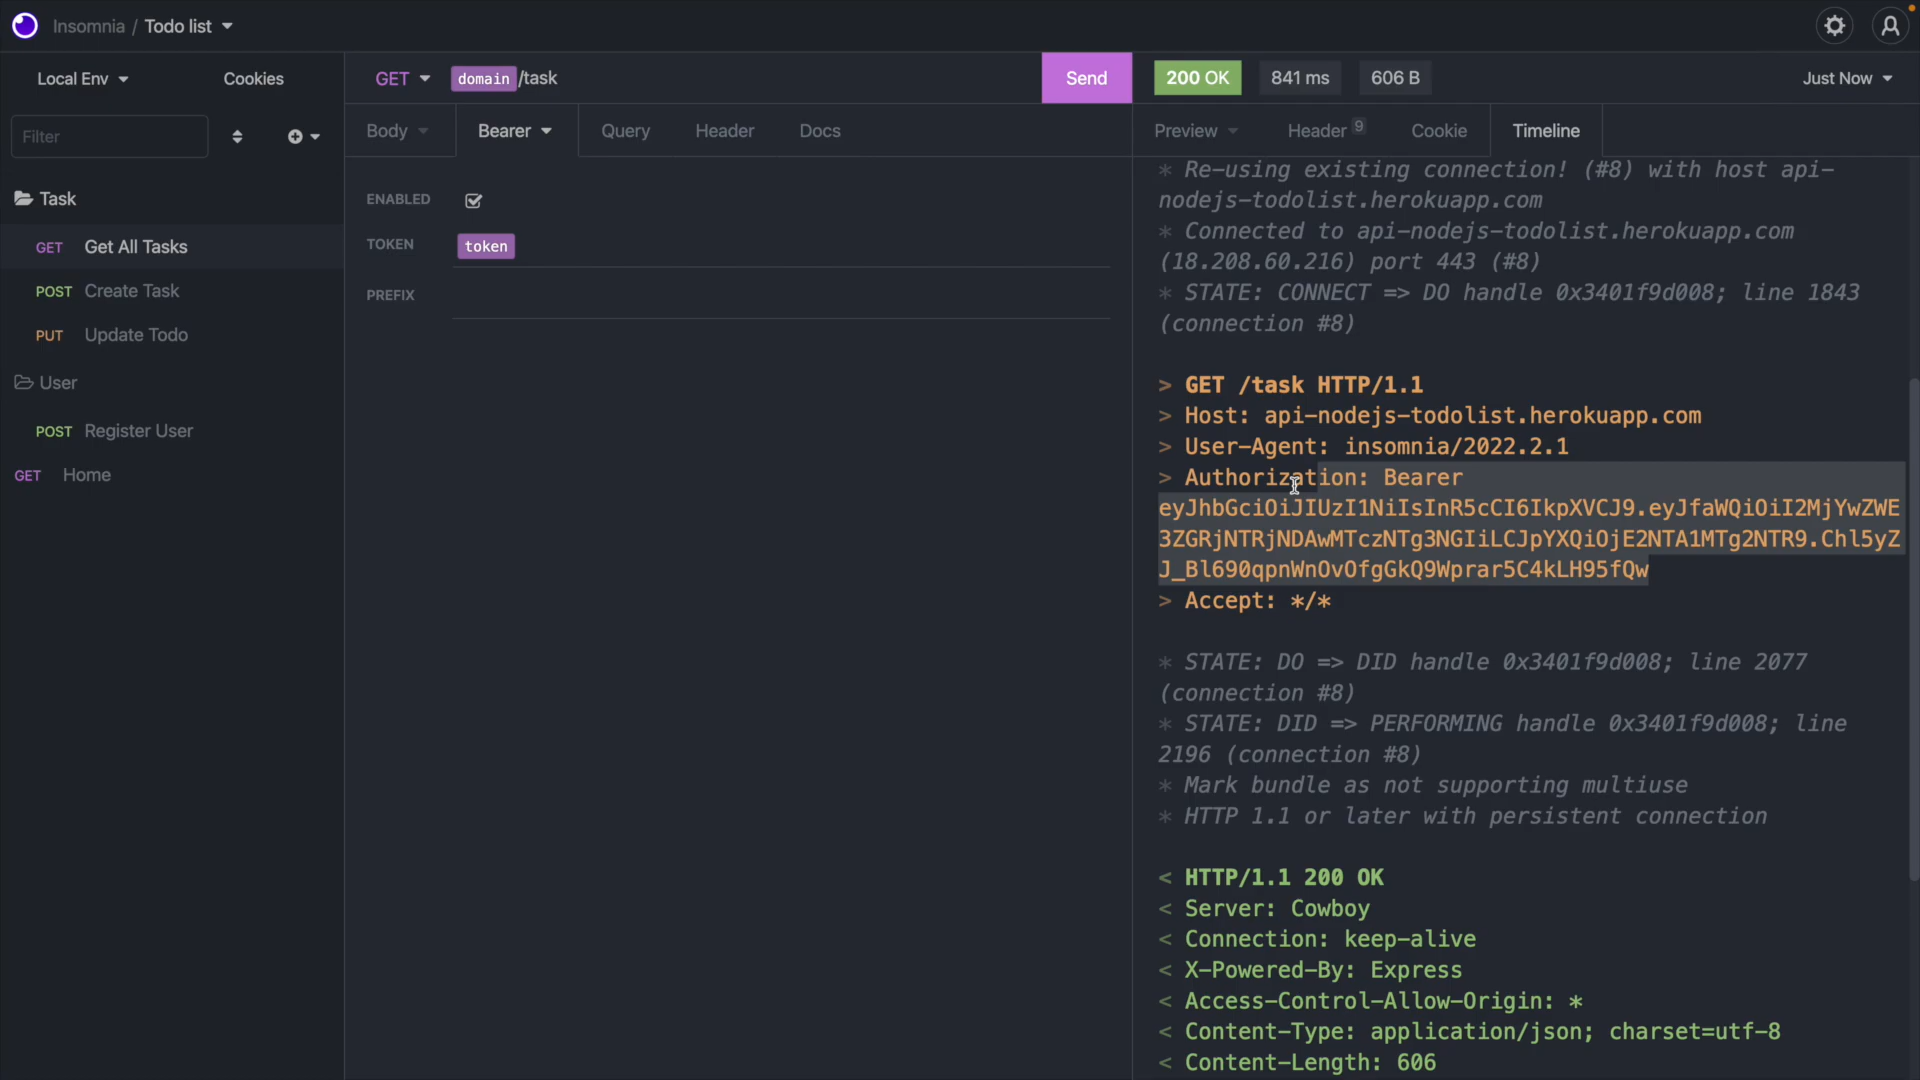 Insomnia / Todo list
Local Env
Cookies
GET domain/task
Send
200 OK
841 ms
606 B
Just Now
Filter
Body
Bearer
Query
Header
Docs
Preview
Header 9
Cookie
Timeline
Task
GET Get All Tasks
POST Create Task
PUT Update Todo
User
POST Register User
GET Home
ENABLED
TOKEN token
PREFIX
* Re-using existing connection! (#8) with host api-
nodejs-todolist.herokuapp.com
* Connected to api-nodejs-todolist.herokuapp.com
(18.208.60.216) port 443 (#8)
* STATE: CONNECT => DO handle 0x3401f9d008; line 1843
(connection #8)
> GET /task HTTP/1.1
> Host: api-nodejs-todolist.herokuapp.com
> User-Agent: insomnia/2022.2.1
> Authorization: Bearer
eyJhbGciOiJIUzI1NiIsInR5cCI6IkpXVCJ9.eyJfaWQiOiI2MjYwZWE
3ZGRjNTRjNDAwMTczNTg3NGIiLCJpYXQiOjE2NTA1MTg2NTR9.Chl5yZ
J_Bl690qpnWnOvOfgGkQ9Wprar5C4kLH95fQw
> Accept: */*
* STATE: DO => DID handle 0x3401f9d008; line 2077
(connection #8)
* STATE: DID => PERFORMING handle 0x3401f9d008; line
2196 (connection #8)
* Mark bundle as not supporting multiuse
* HTTP 1.1 or later with persistent connection
< HTTP/1.1 200 OK
< Server: Cowboy
< Connection: keep-alive
< X-Powered-By: Express
< Access-Control-Allow-Origin: *
< Content-Type: application/json; charset=utf-8
< Content-Length: 606